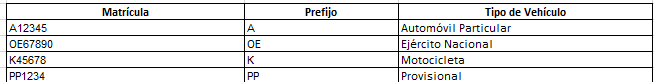 Matrícula Prefijo Tipo de Vehículo
A12345 A Automóvil Particular
OE67890 OE Ejército Nacional
K45678 K Motocicleta
PP1234 PP Provisional